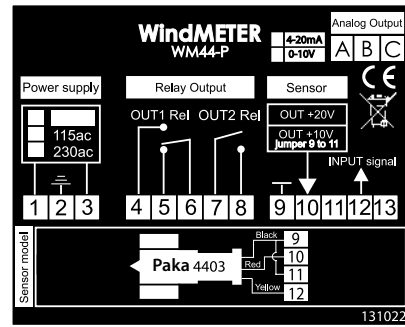 WindMETER
WM44-P
4-20mA
0-10V
Analog Output
A B C
Power supply
115ac
230ac
Relay Output
OUT1 Rel OUT2 Rel
Sensor
OUT +20V
OUT +10V
Jumper 9 to 11
INPUT signal
CE
1 2 3 4 5 6 7 8 9 10 11 12 13
Sensor model
Paka 4403
Black
Red
Yellow
9
10
11
12
131022